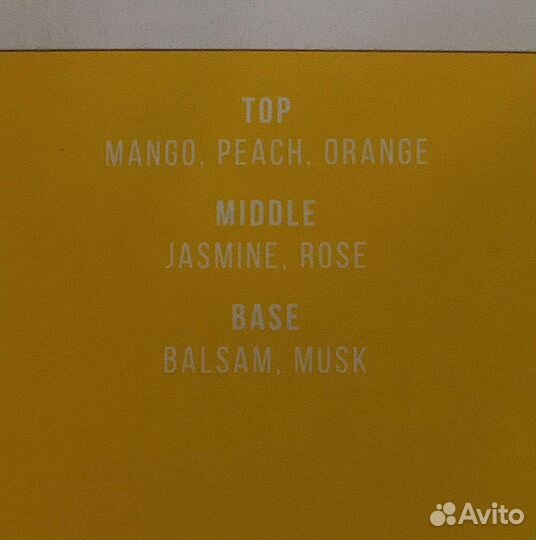 TOP
MANGO, PEACH, ORANGE
MIDDLE
JASMINE, ROSE
BASE
BALSAM, MUSK
Avito